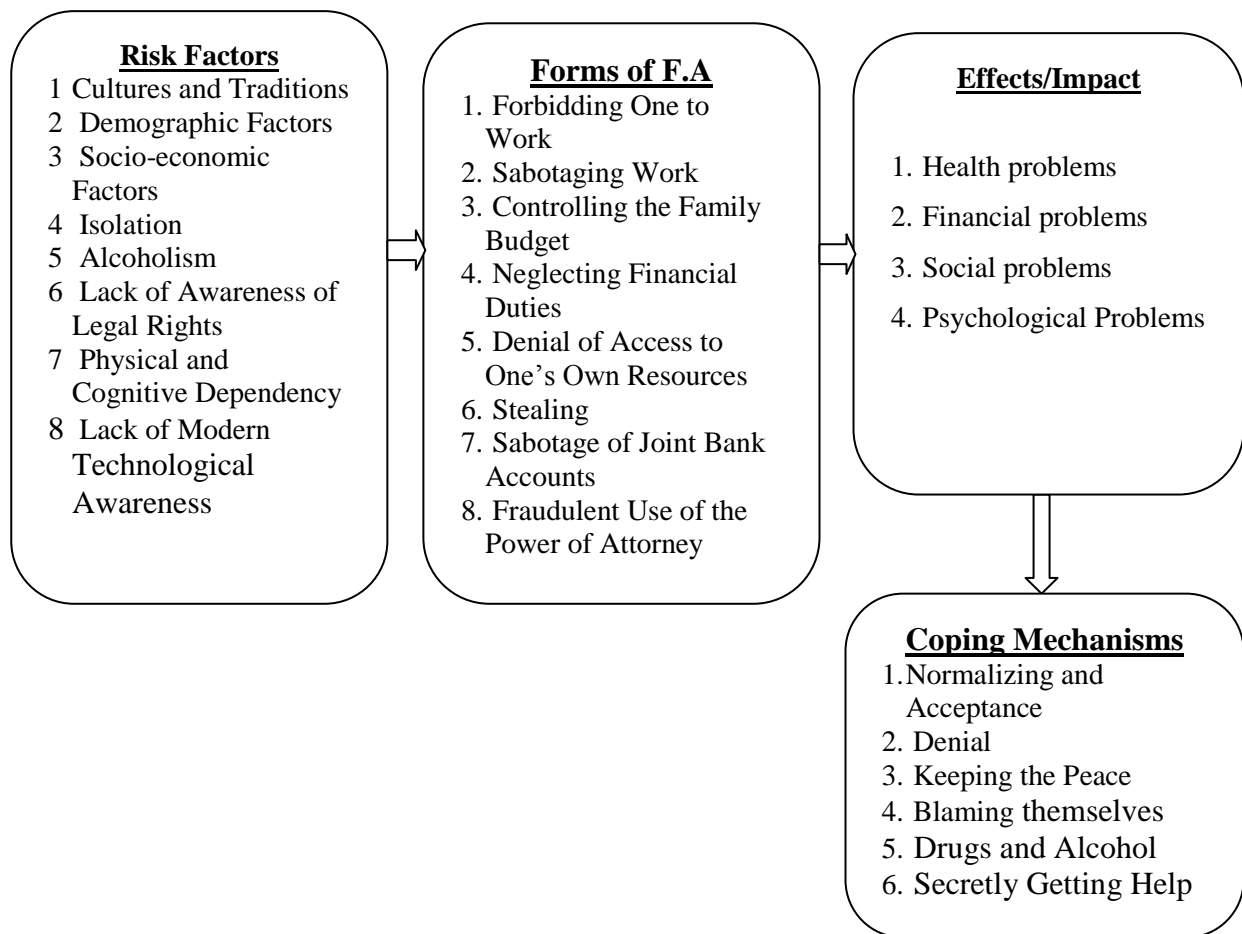 Risk Factors
1 Cultures and Traditions
2 Demographic Factors
3 Socio-economic
Factors
4 Isolation
5 Alcoholism
6 Lack of Awareness of
Legal Rights
7 Physical and
Cognitive Dependency
8 Lack of Modern
Technological
Awareness
Forms of F.A
1. Forbidding One to
Work
2. Sabotaging Work
3. Controlling the Family
Budget
4. Neglecting Financial
Duties
5. Denial of Access to
One’s Own Resources
6. Stealing
7. Sabotage of Joint Bank
Accounts
8. Fraudulent Use of the
Power of Attorney
Effects/Impact
1. Health problems
2. Financial problems
3. Social problems
4. Psychological Problems
Coping Mechanisms
1. Normalizing and
Acceptance
2. Denial
3. Keeping the Peace
4. Blaming themselves
5. Drugs and Alcohol
6. Secretly Getting Help